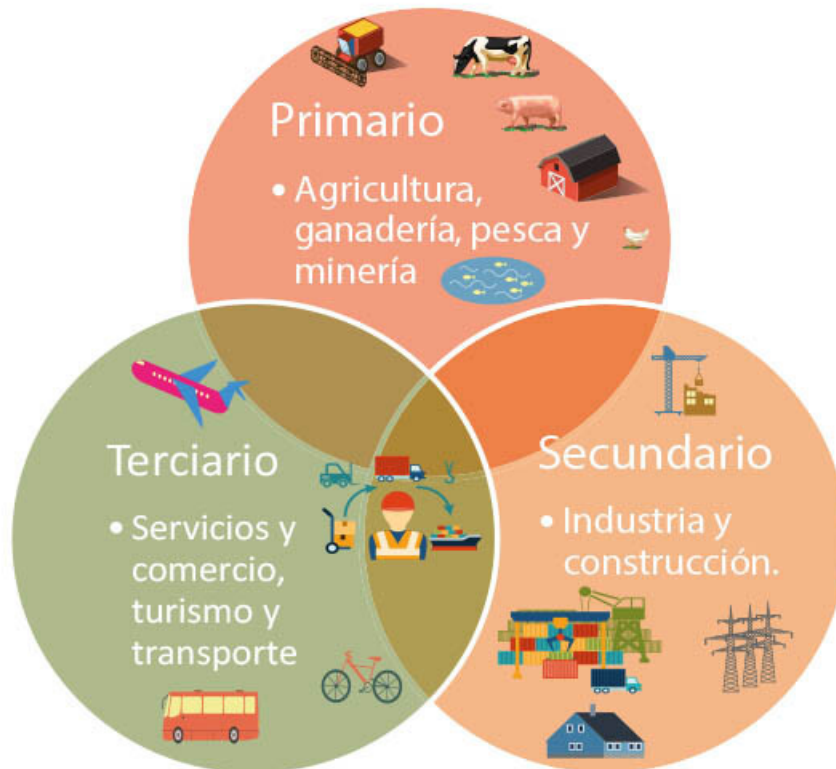 Primario
• Agricultura,
ganadería, pesca y
minería
Terciario
• Servicios y
comercio,
turismo y
transporte
Secundario
• Industria y
construcción.